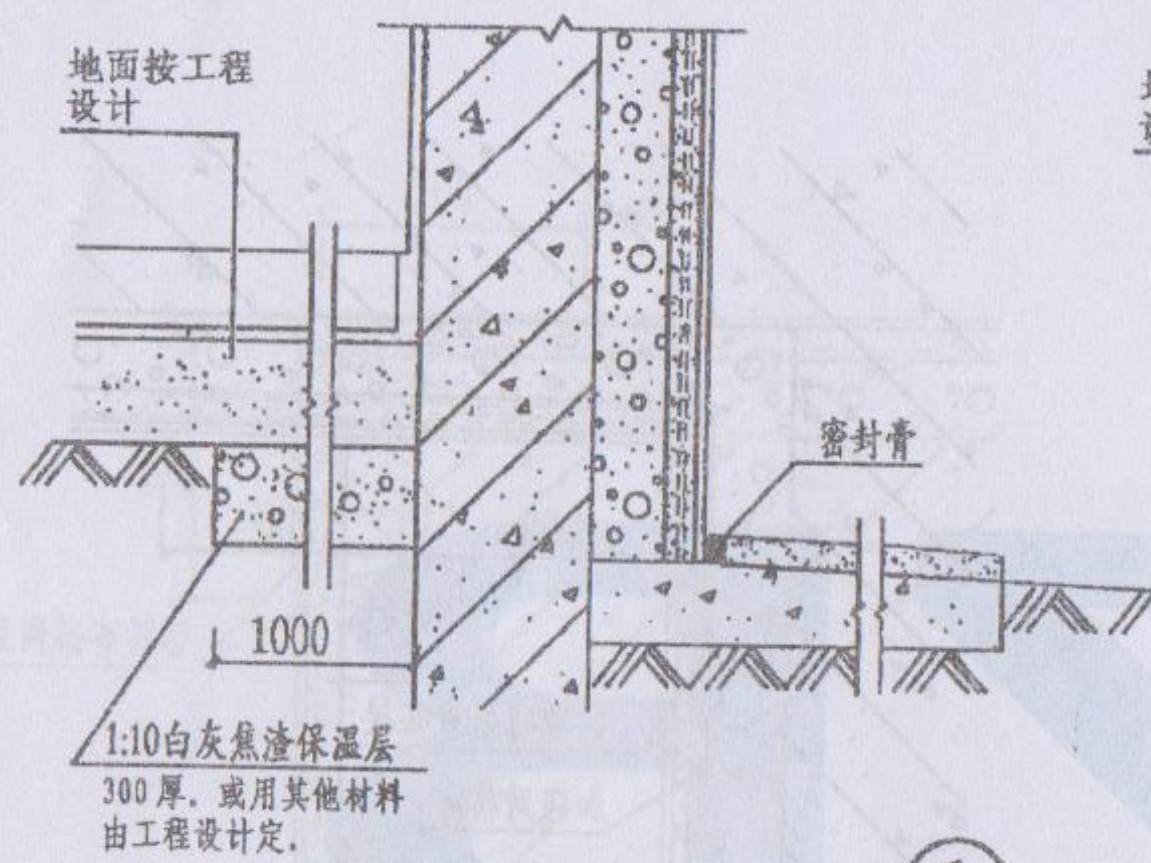 地面按工程
设计
密封膏
1000
1:10白灰焦渣保温层
300厚。或用其他材料
由工程设计定。